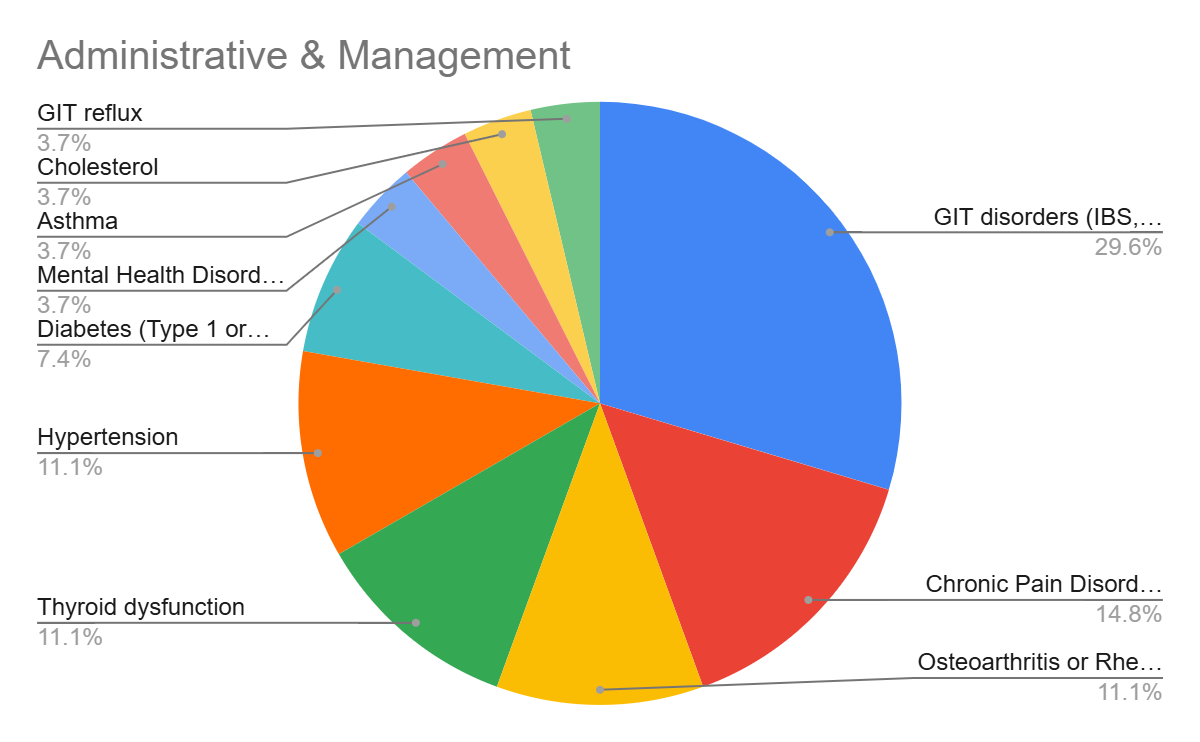 Administrative & Management
GIT reflux
3.7%
Cholesterol
3.7%
Asthma
3.7%
Mental Health Disord…
3.7%
Diabetes (Type 1 or…
7.4%
Hypertension
11.1%
Thyroid dysfunction
11.1%
GIT disorders (IBS,…
29.6%
Chronic Pain Disord…
14.8%
Osteoarthritis or Rhe…
11.1%